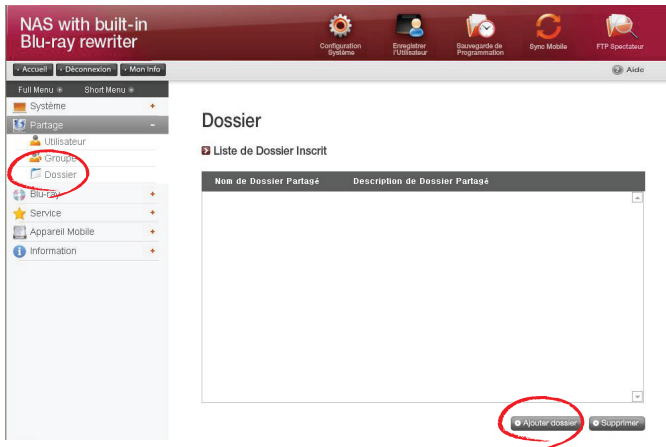 NAS with built-in
Blu-ray rewriter
Configuration
Système
Enregistrer
l'Utilisateur
Sauvegarde de
Programmation
Sync Mobile
FTP Spectateur
Accueil
Déconnexion
Mon Info
Aide
Full Menu
Short Menu
Système +
Partage -
Utilisateur
Groupe
Dossier
Blu-ray +
Service +
Appareil Mobile +
Information +
Dossier
Liste de Dossier Inscrit
Nom de Dossier Partagé
Description de Dossier Partagé
Ajouter dossier
Supprimer